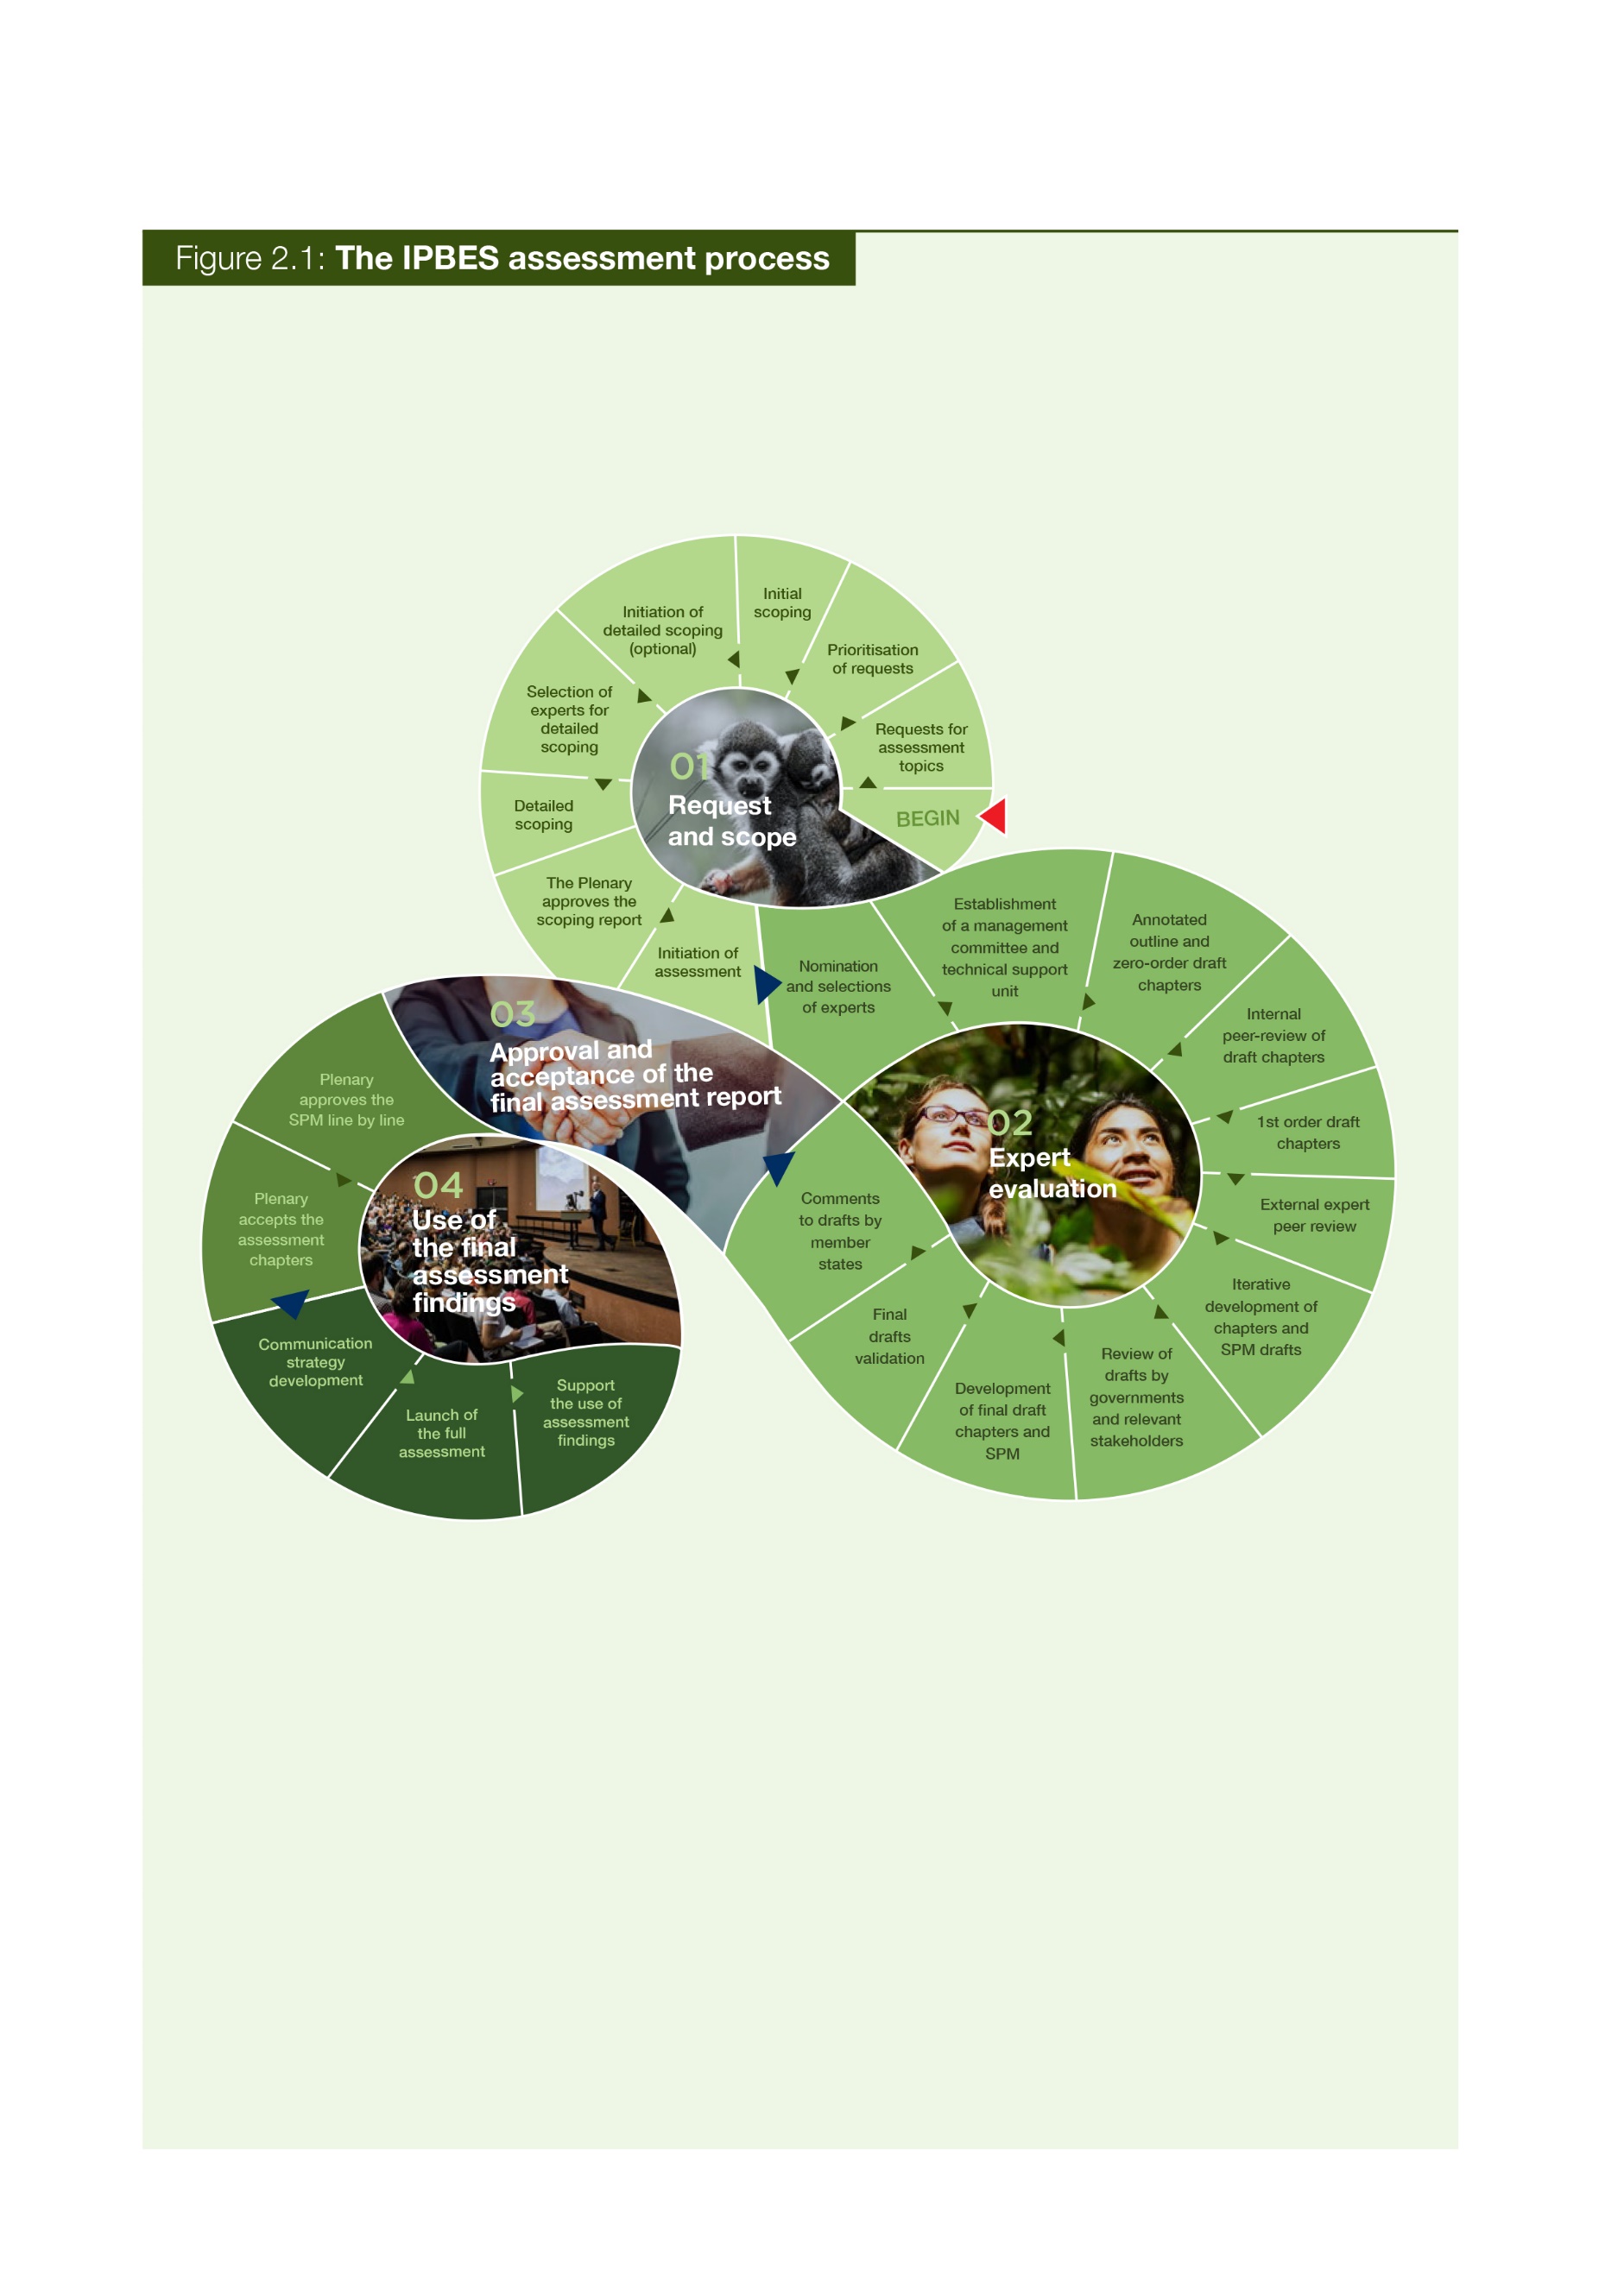 Figure 2.1: The IPBES assessment process
BEGIN
Requests for
assessment
topics
Prioritisation
of requests
Initial
scoping
Initiation of
detailed scoping
(optional)
Selection of
experts for
detailed
scoping
Detailed
scoping
The Plenary
approves the
scoping report
Initiation of
assessment
01
Request
and scope
Nomination
and selections
of experts
Establishment
of a management
committee and
technical support
unit
Annotated
outline and
zero-order draft
chapters
Internal
peer-review of
draft chapters
1st order draft
chapters
External expert
peer review
Iterative
development of
chapters and
SPM drafts
Review of
drafts by
governments
and relevant
stakeholders
Development
of final draft
chapters and
SPM
Final
drafts
validation
Comments
to drafts by
member
states
02
Expert
evaluation
03
Approval and
acceptance of the
final assessment report
Plenary
approves the
SPM line by line
Plenary
accepts the
assessment
chapters
04
Use of
the final
assessment
findings
Communication
strategy
development
Launch of
the full
assessment
Support
the use of
assessment
findings